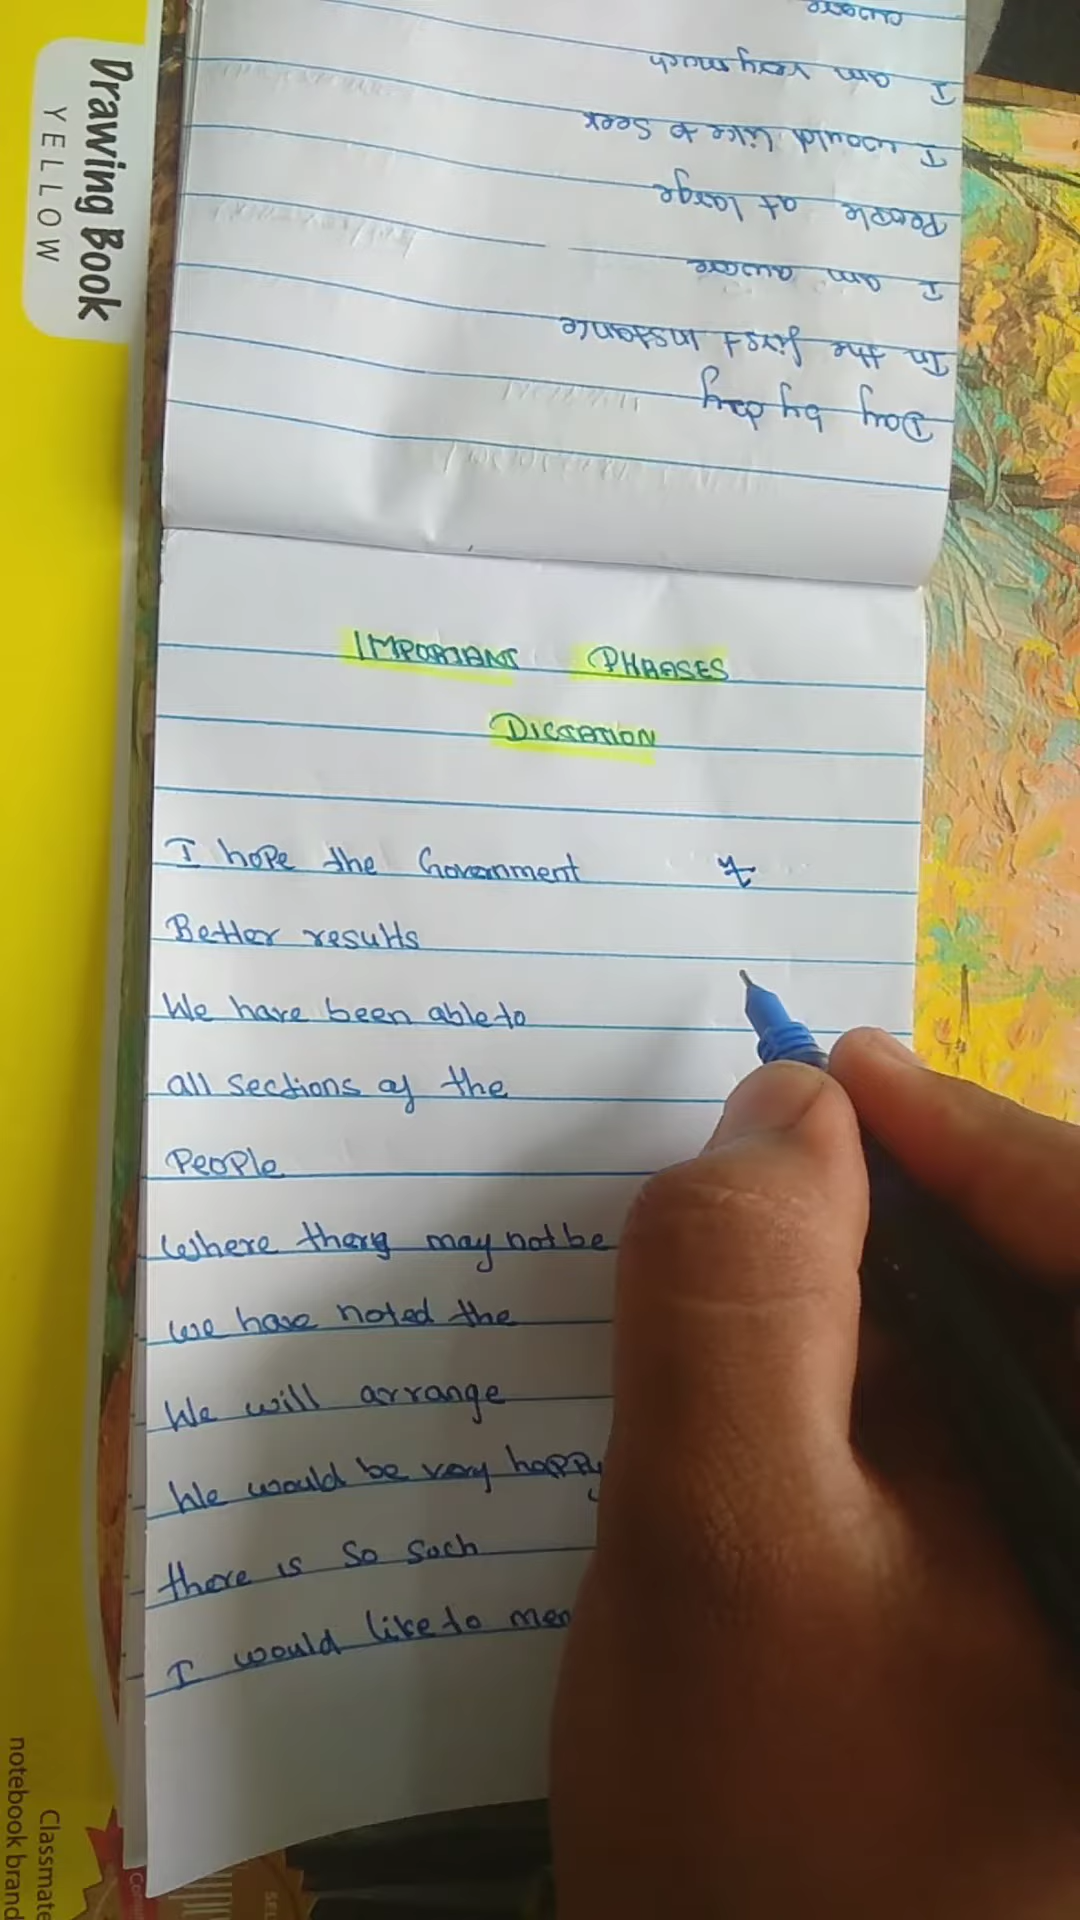 aware
I am very much
I would like to seek
People at large
I am aware
In the first instance
Day by day
Drawing Book
YELLOW
IMPORTANT PHRASES
DICTATION
I hope the Government
Better results
We have been able to
all sections of the
People
Where there may not be
we have noted the
We will arrange
We would be very happy
there is so such
I would like to men
Classmate
notebook brand